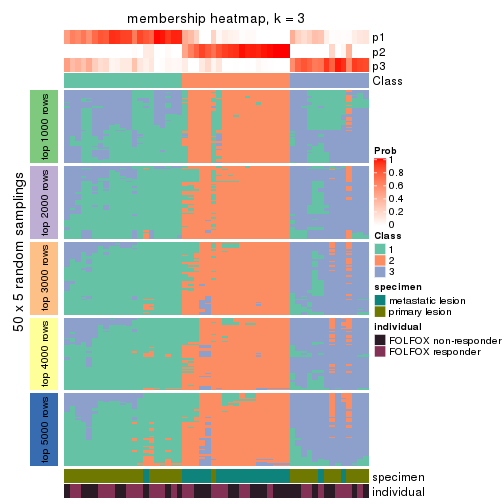 membership heatmap, k = 3
p1
p2
p3
Class
50 x 5 random samplings
top 1000 rows
top 2000 rows
top 3000 rows
top 4000 rows
top 5000 rows
Prob
1
0.8
0.6
0.4
0.2
0
Class
1
2
3
specimen
metastatic lesion
primary lesion
individual
FOLFOX non-responder
FOLFOX responder
specimen
individual